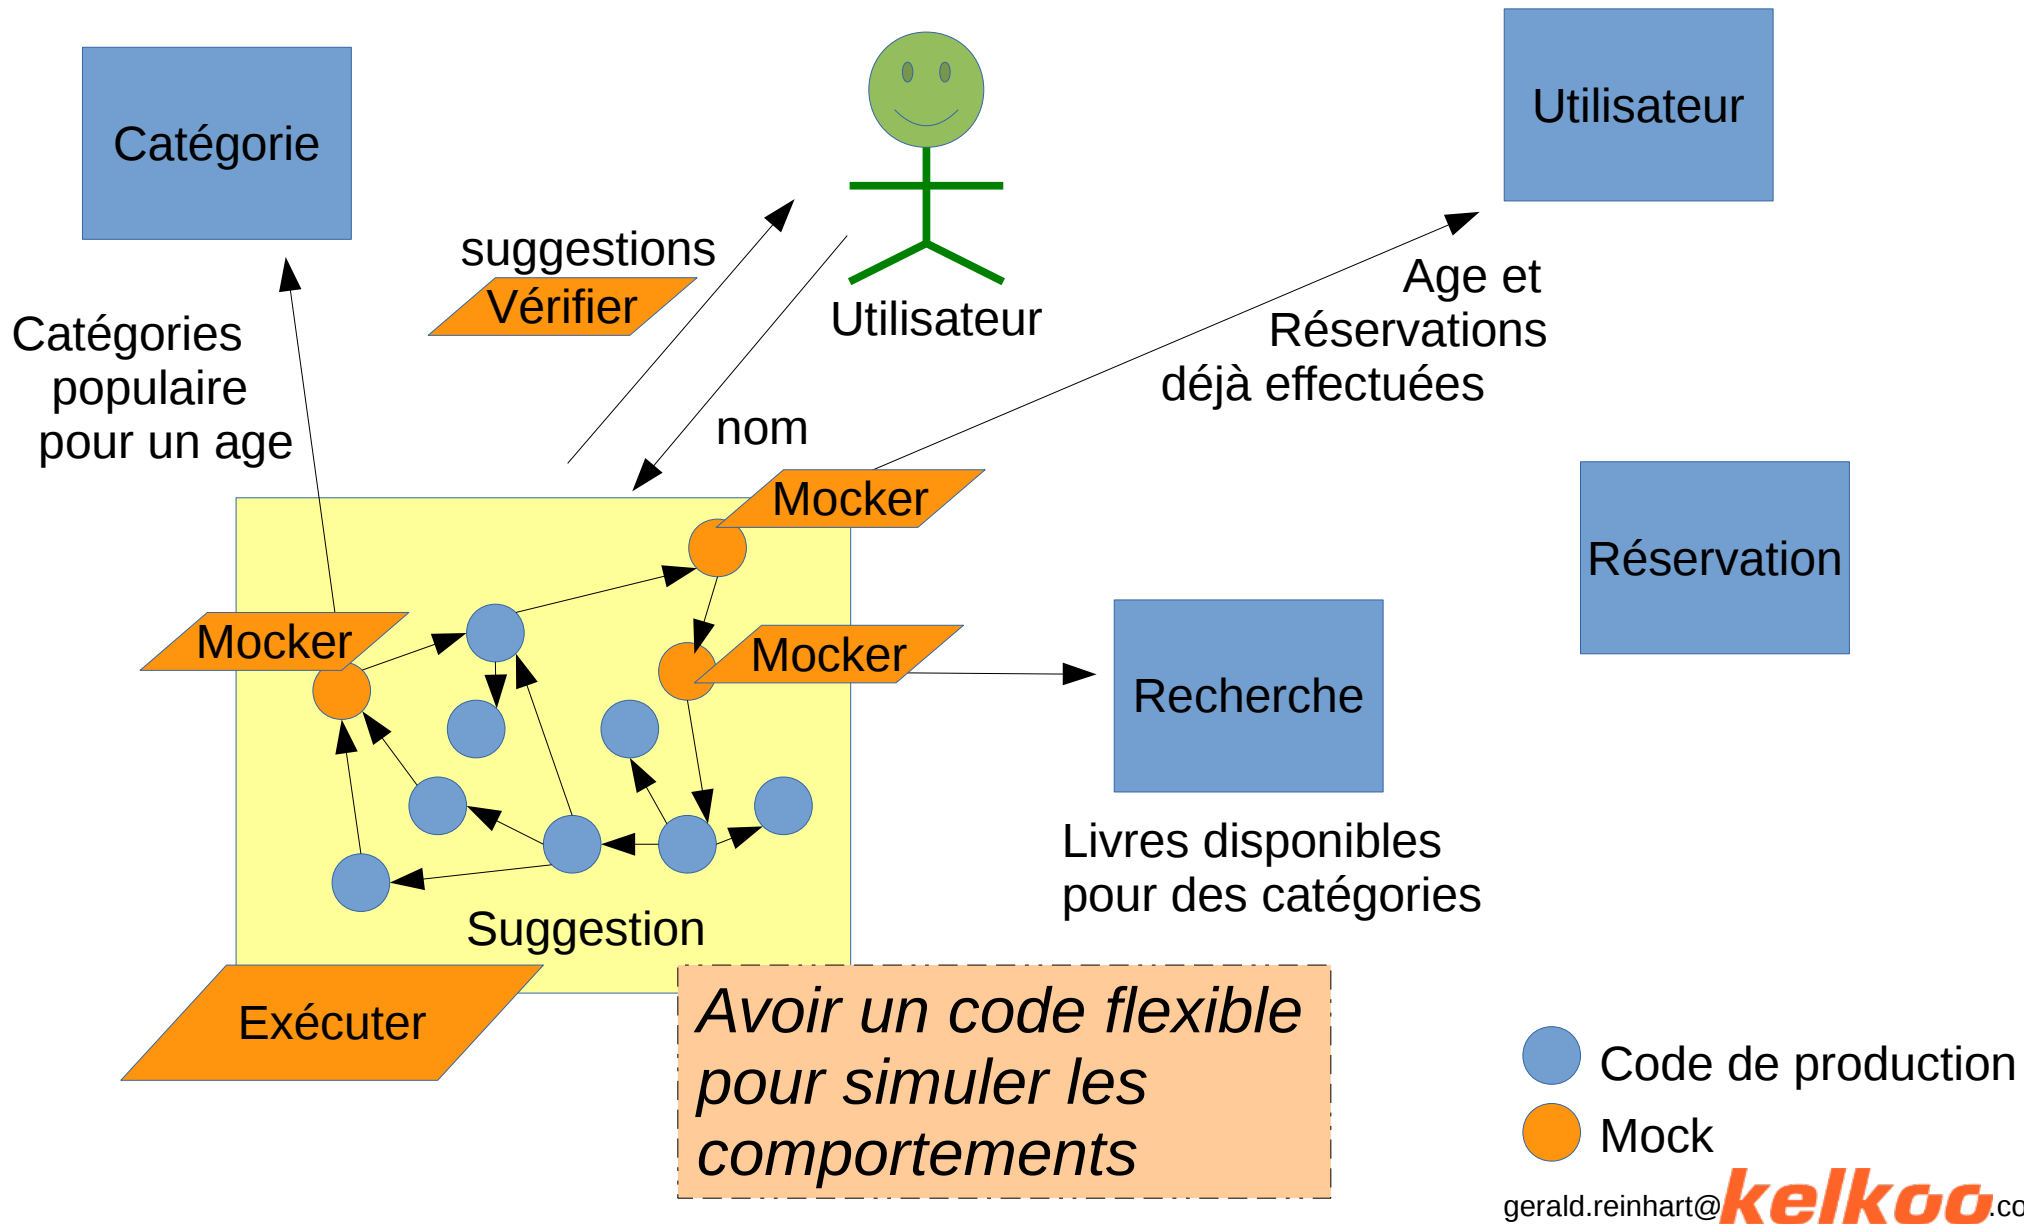 Catégorie
Utilisateur
suggestions
Vérifier
Utilisateur
Age et
Réservations
déjà effectuées
Catégories
populaire
pour un age
nom
Mocker
Réservation
Mocker
Mocker
Recherche
Livres disponibles
pour des catégories
Suggestion
Exécuter
Avoir un code flexible
pour simuler les
comportements
Code de production
Mock
gerald.reinhart@kelkoo.co